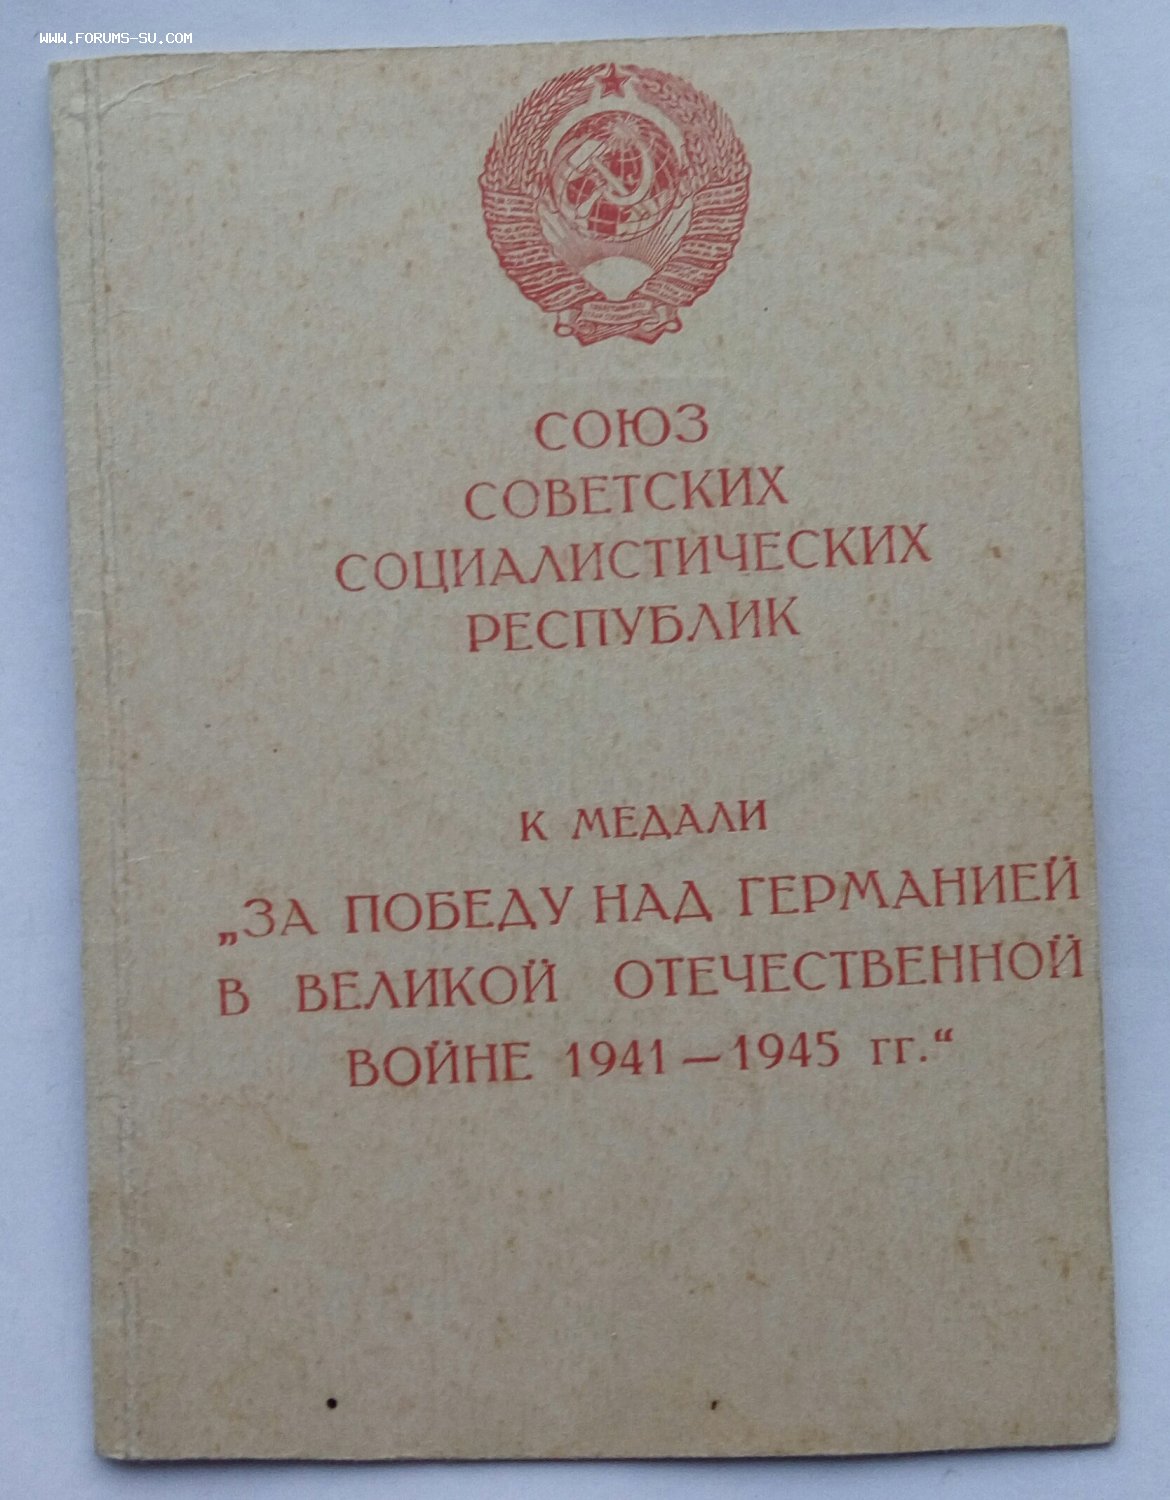 WWW.FORUMS-SU.COM
СОЮЗ
СОВЕТСКИХ
СОЦИАЛИСТИЧЕСКИХ
РЕСПУБЛИК
К МЕДАЛИ
„ЗА ПОБЕДУ НАД ГЕРМАНИЕЙ
В ВЕЛИКОЙ ОТЕЧЕСТВЕННОЙ
ВОЙНЕ 1941—1945 гг.“